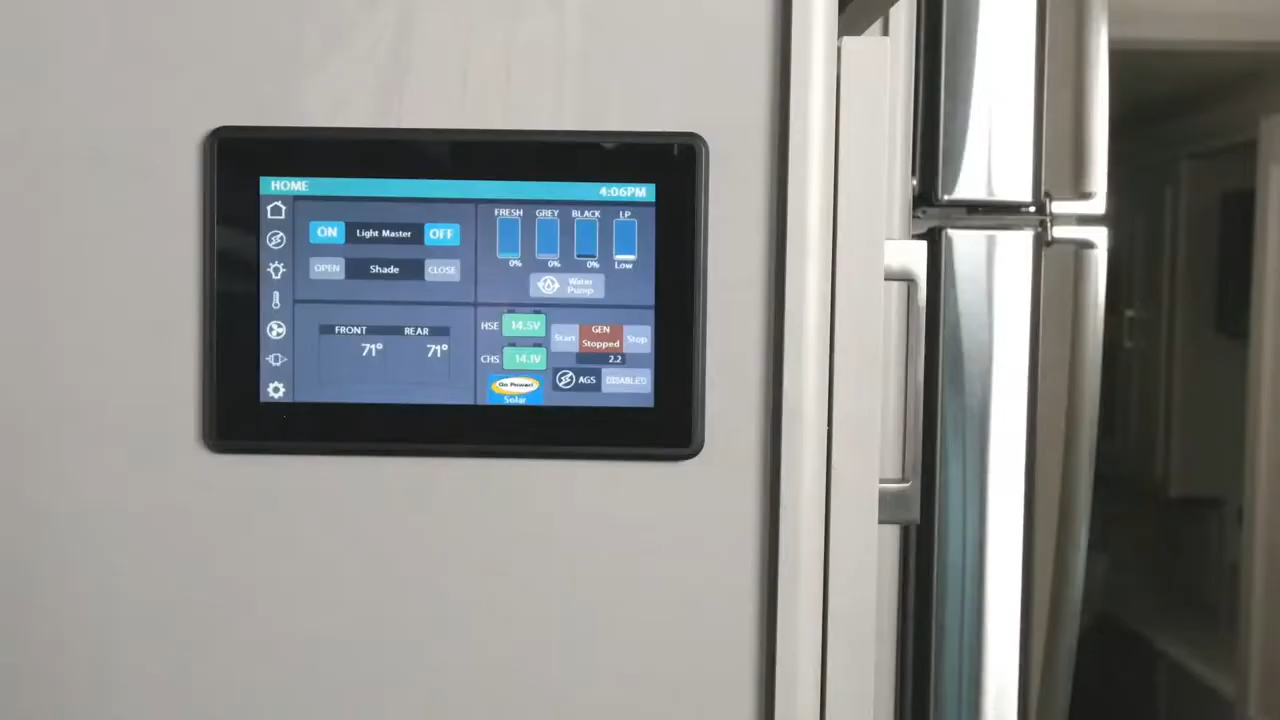 HOME 4:06PM
ON Light Master OFF
OPEN Shade CLOSE
FRESH GREY BLACK LP
0% 0% 0% Low
Water
Pump
FRONT REAR
71° 71°
HSE 14.5V
CHS 14.1V
Go Power!
Solar
Start GEN Stop
Stopped
2.2
AGS DISABLED